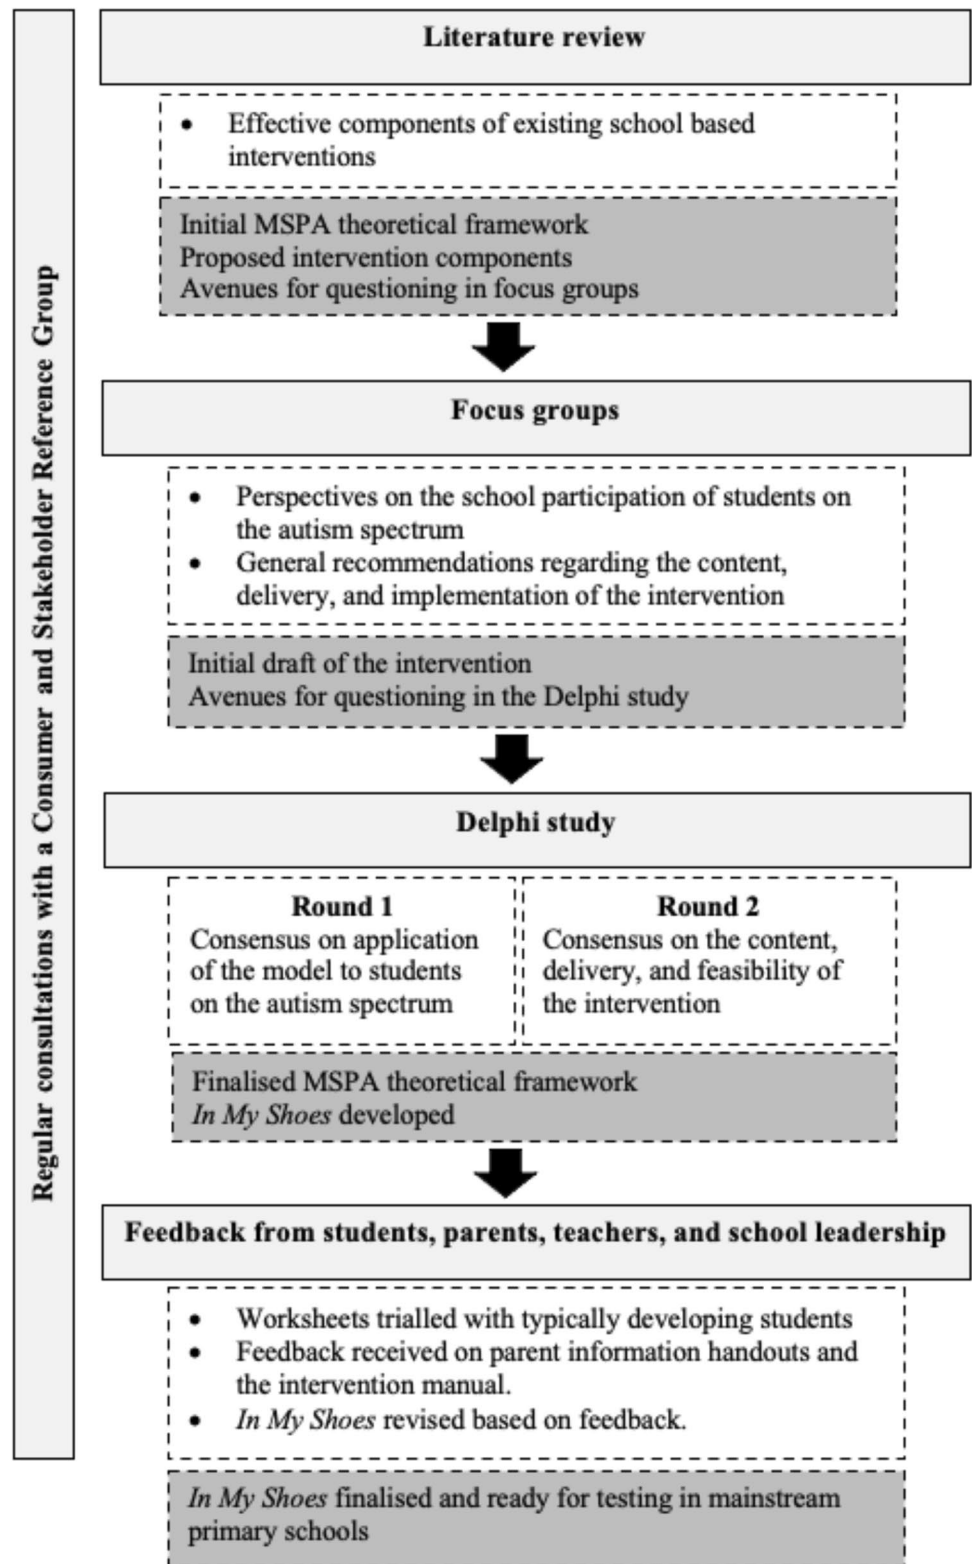 Regular consultations with a Consumer and Stakeholder Reference Group
Literature review
• Effective components of existing school based
interventions
Initial MSPA theoretical framework
Proposed intervention components
Avenues for questioning in focus groups
Focus groups
• Perspectives on the school participation of students on
the autism spectrum
• General recommendations regarding the content,
delivery, and implementation of the intervention
Initial draft of the intervention
Avenues for questioning in the Delphi study
Delphi study
Round 1
Consensus on application
of the model to students
on the autism spectrum
Round 2
Consensus on the content,
delivery, and feasibility of
the intervention
Finalised MSPA theoretical framework
In My Shoes developed
Feedback from students, parents, teachers, and school leadership
• Worksheets trialled with typically developing students
• Feedback received on parent information handouts and
the intervention manual.
• In My Shoes revised based on feedback.
In My Shoes finalised and ready for testing in mainstream
primary schools